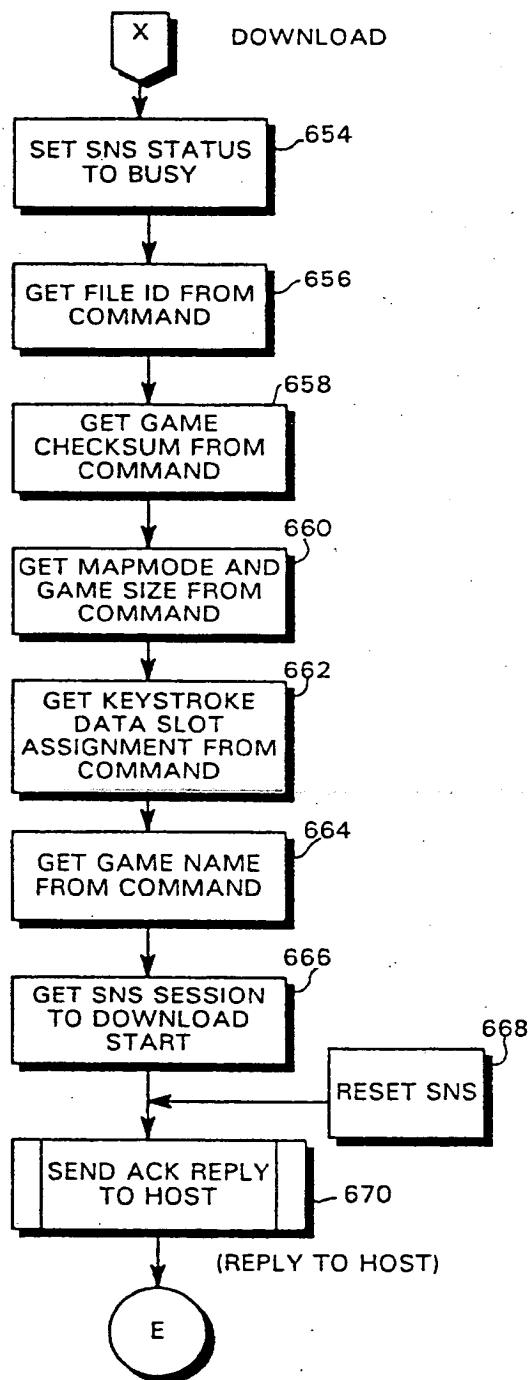 X
DOWNLOAD
654
SET SNS STATUS
TO BUSY
656
GET FILE ID FROM
COMMAND
658
GET GAME
CHECKSUM FROM
COMMAND
660
GET MAPMODE AND
GAME SIZE FROM
COMMAND
662
GET KEYSTROKE
DATA SLOT
ASSIGNMENT FROM
COMMAND
664
GET GAME NAME
FROM COMMAND
666
GET SNS SESSION
TO DOWNLOAD
START
668
RESET SNS
SEND ACK REPLY
TO HOST
670
(REPLY TO HOST)
E